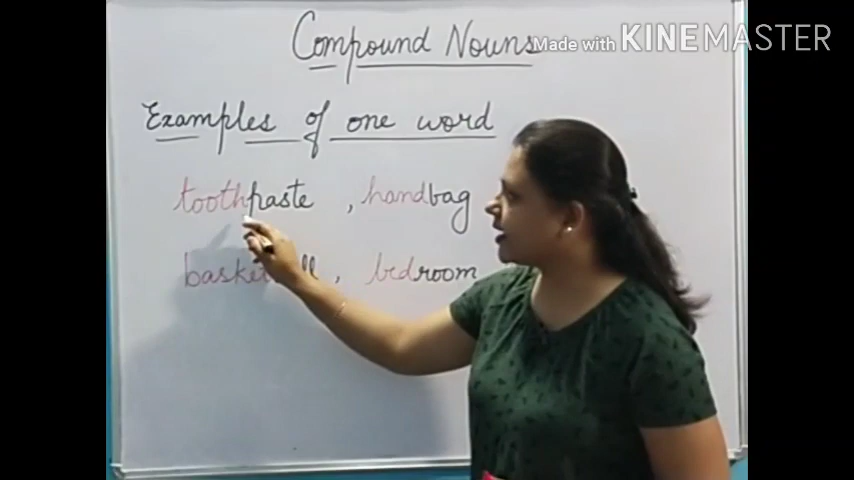 Compound Nouns
Made with KINEMASTER
Examples of one word
toothpaste , handbag
, bedroom